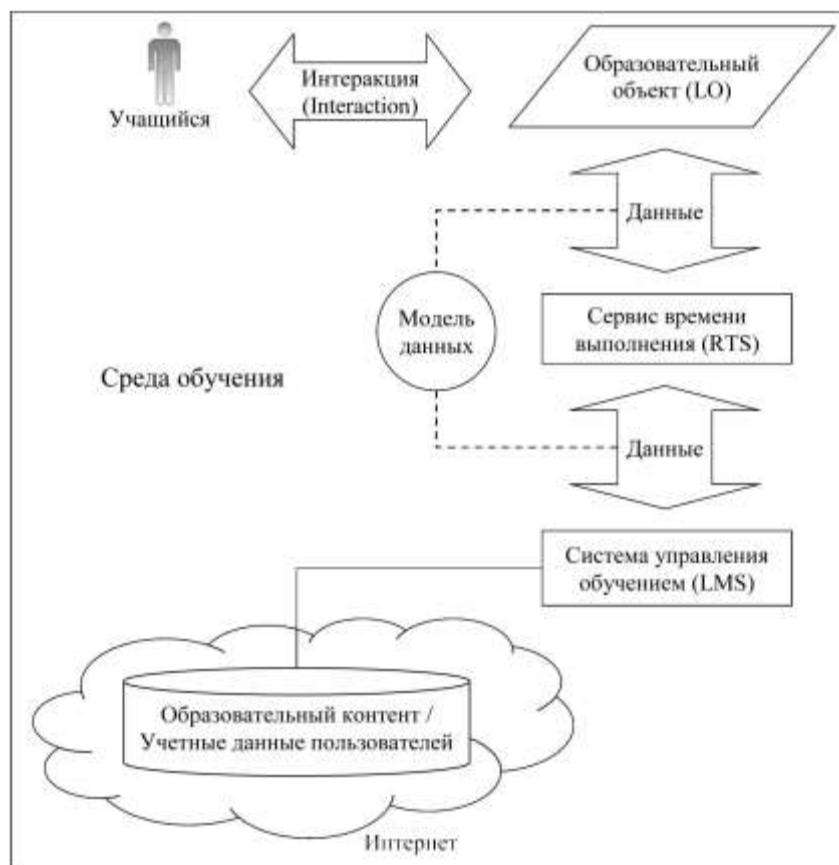 Учащийся
Интеракция
(Interaction)
Образовательный
объект (LO)
Данные
Модель
данных
Сервис времени
выполнения (RTS)
Среда обучения
Данные
Система управления
обучением (LMS)
Образовательный контент /
Учетные данные пользователей
Интернет